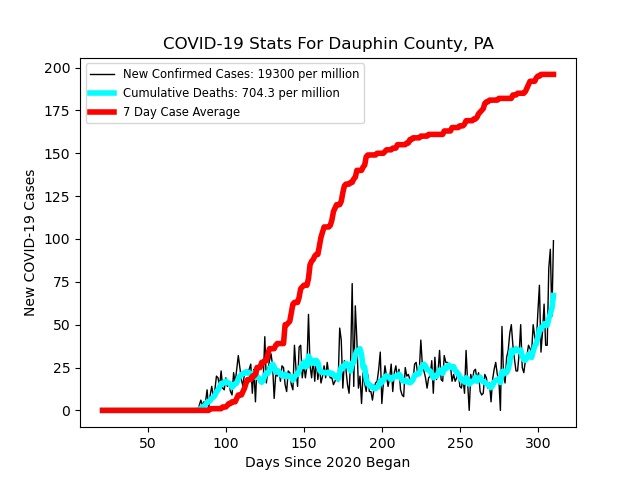 COVID-19 Stats For Dauphin County, PA
New Confirmed Cases: 19300 per million
Cumulative Deaths: 704.3 per million
7 Day Case Average
New COVID-19 Cases
200
175
150
125
100
75
50
25
0
50
100
150
200
250
300
Days Since 2020 Began